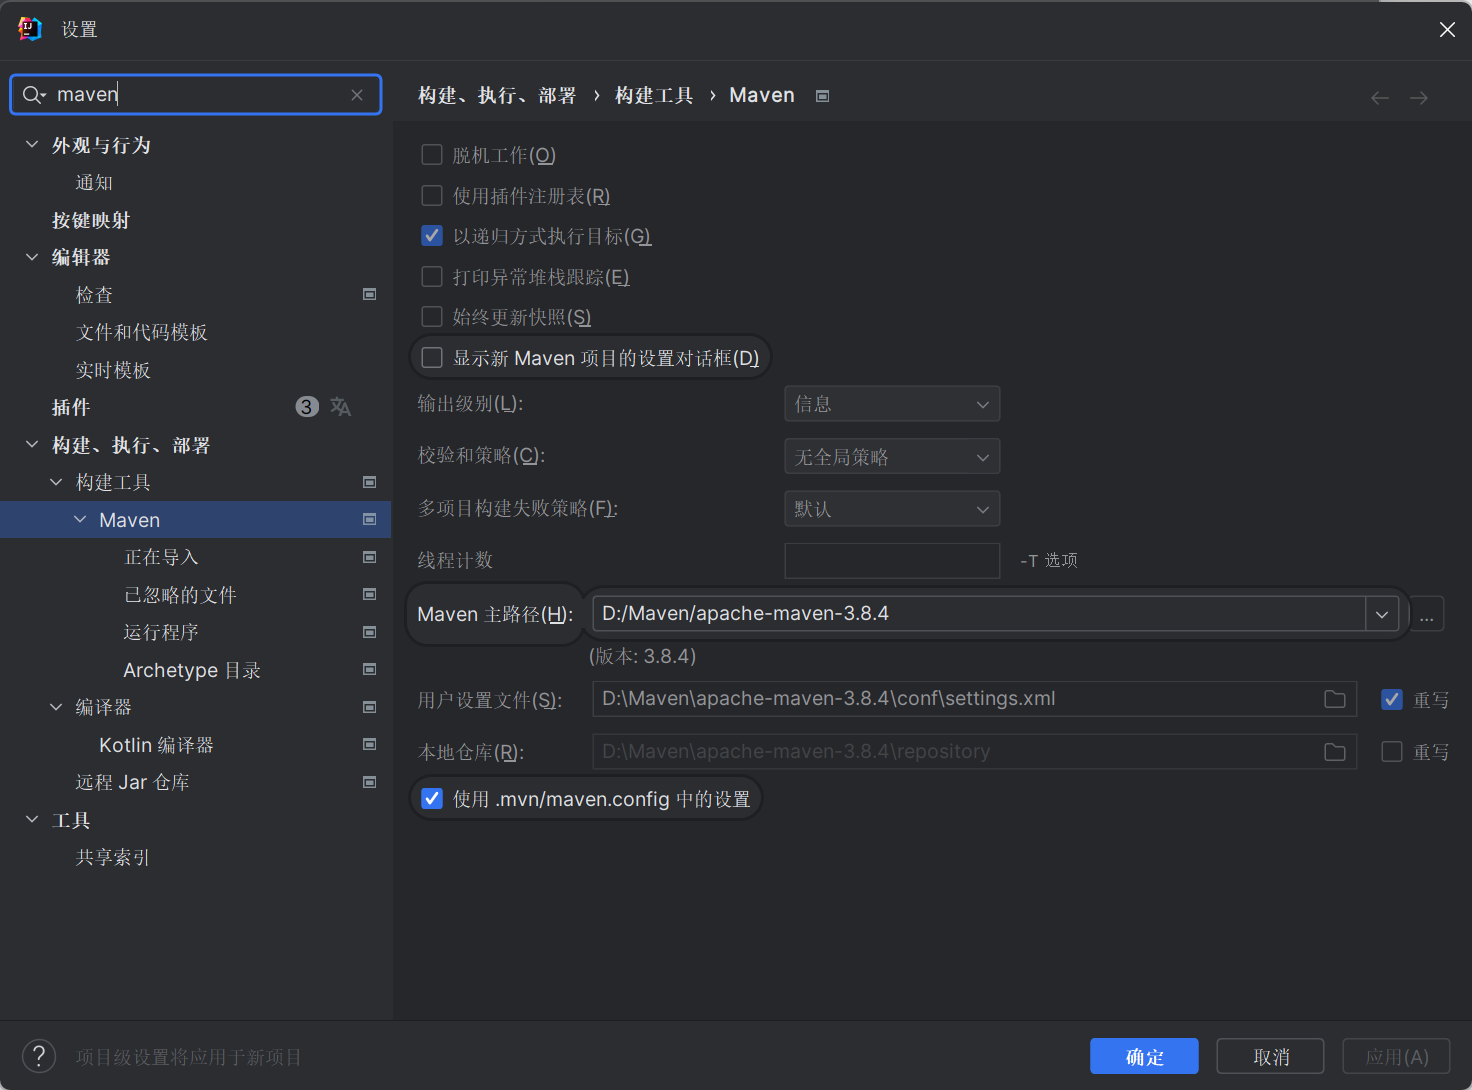 设置
maven
外观与行为
通知
按键映射
编辑器
检查
文件和代码模板
实时模板
插件 3
构建、执行、部署
构建工具
Maven
正在导入
已忽略的文件
运行程序
Archetype 目录
编译器
Kotlin 编译器
远程 Jar 仓库
工具
共享索引
构建、执行、部署 › 构建工具 › Maven
脱机工作(O)
使用插件注册表(R)
以递归方式执行目标(G)
打印异常堆栈跟踪(E)
始终更新快照(S)
显示新 Maven 项目的设置对话框(D)
输出级别(L): 信息
校验和策略(C): 无全局策略
多项目构建失败策略(F): 默认
线程计数 -T 选项
Maven 主路径(H): D:/Maven/apache-maven-3.8.4 ...
(版本: 3.8.4)
用户设置文件(S): D:\Maven\apache-maven-3.8.4\conf\settings.xml 重写
本地仓库(R): D:\Maven\apache-maven-3.8.4\repository 重写
使用 .mvn/maven.config 中的设置
? 项目级设置将应用于新项目
确定 取消 应用(A)